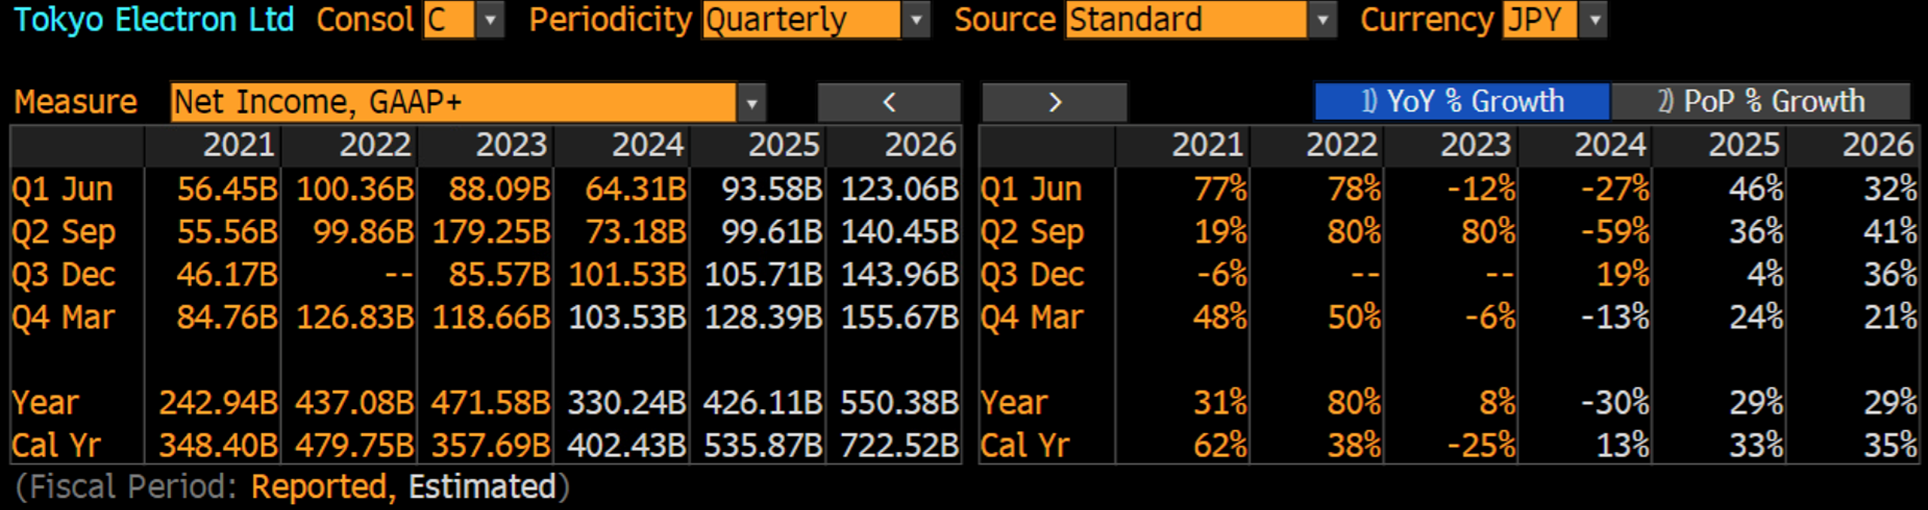 Tokyo Electron Ltd Consol C Periodicity Quarterly Source Standard Currency JPY
Measure Net Income, GAAP+ < > 1) YoY % Growth 2) PoP % Growth
2021 2022 2023 2024 2025 2026 2021 2022 2023 2024 2025 2026
Q1 Jun 56.45B 100.36B 88.09B 64.31B 93.58B 123.06B Q1 Jun 77% 78% -12% -27% 46% 32%
Q2 Sep 55.56B 99.86B 179.25B 73.18B 99.61B 140.45B Q2 Sep 19% 80% 80% -59% 36% 41%
Q3 Dec 46.17B -- 85.57B 101.53B 105.71B 143.96B Q3 Dec -6% -- -- 19% 4% 36%
Q4 Mar 84.76B 126.83B 118.66B 103.53B 128.39B 155.67B Q4 Mar 48% 50% -6% -13% 24% 21%
Year 242.94B 437.08B 471.58B 330.24B 426.11B 550.38B Year 31% 80% 8% -30% 29% 29%
Cal Yr 348.40B 479.75B 357.69B 402.43B 535.87B 722.52B Cal Yr 62% 38% -25% 13% 33% 35%
(Fiscal Period: Reported, Estimated)